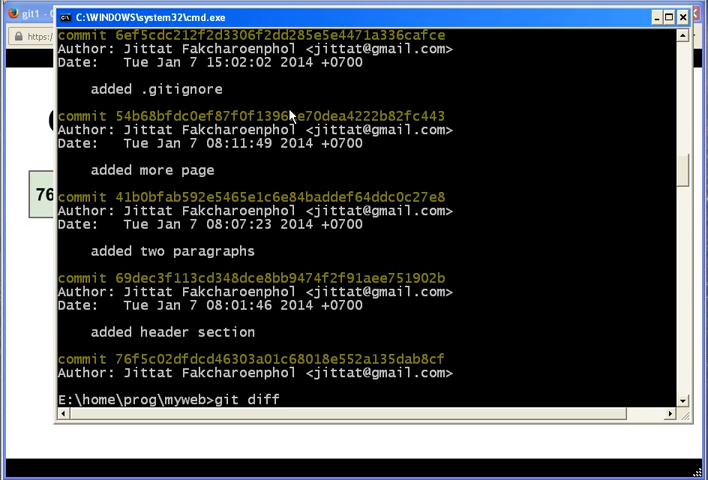 git1
C:\WINDOWS\system32\cmd.exe
https:/
76
commit 6ef5cdc212f2d3306f2dd285e5e4471a336cafce
Author: Jittat Fakcharoenphol <jittat@gmail.com>
Date:   Tue Jan 7 15:02:02 2014 +0700
added .gitignore
commit
Author: Jittat Fakcharoenphol <jittat@gmail.com>
Date:   Tue Jan 7 08:11:49 2014 +0700
added more page
commit 41b0bfab592e5465e1c6e84baddef64ddc0c27e8
Author: Jittat Fakcharoenphol <jittat@gmail.com>
Date:   Tue Jan 7 08:07:23 2014 +0700
added two paragraphs
commit 69dec3f113cd348dce8bb9474f2f91aee751902b
Author: Jittat Fakcharoenphol <jittat@gmail.com>
Date:   Tue Jan 7 08:01:46 2014 +0700
added header section
commit 76f5c02dfdcd46303a01c68018e552a135dab8cf
Author: Jittat Fakcharoenphol <jittat@gmail.com>
E:\home\prog\myweb>git diff